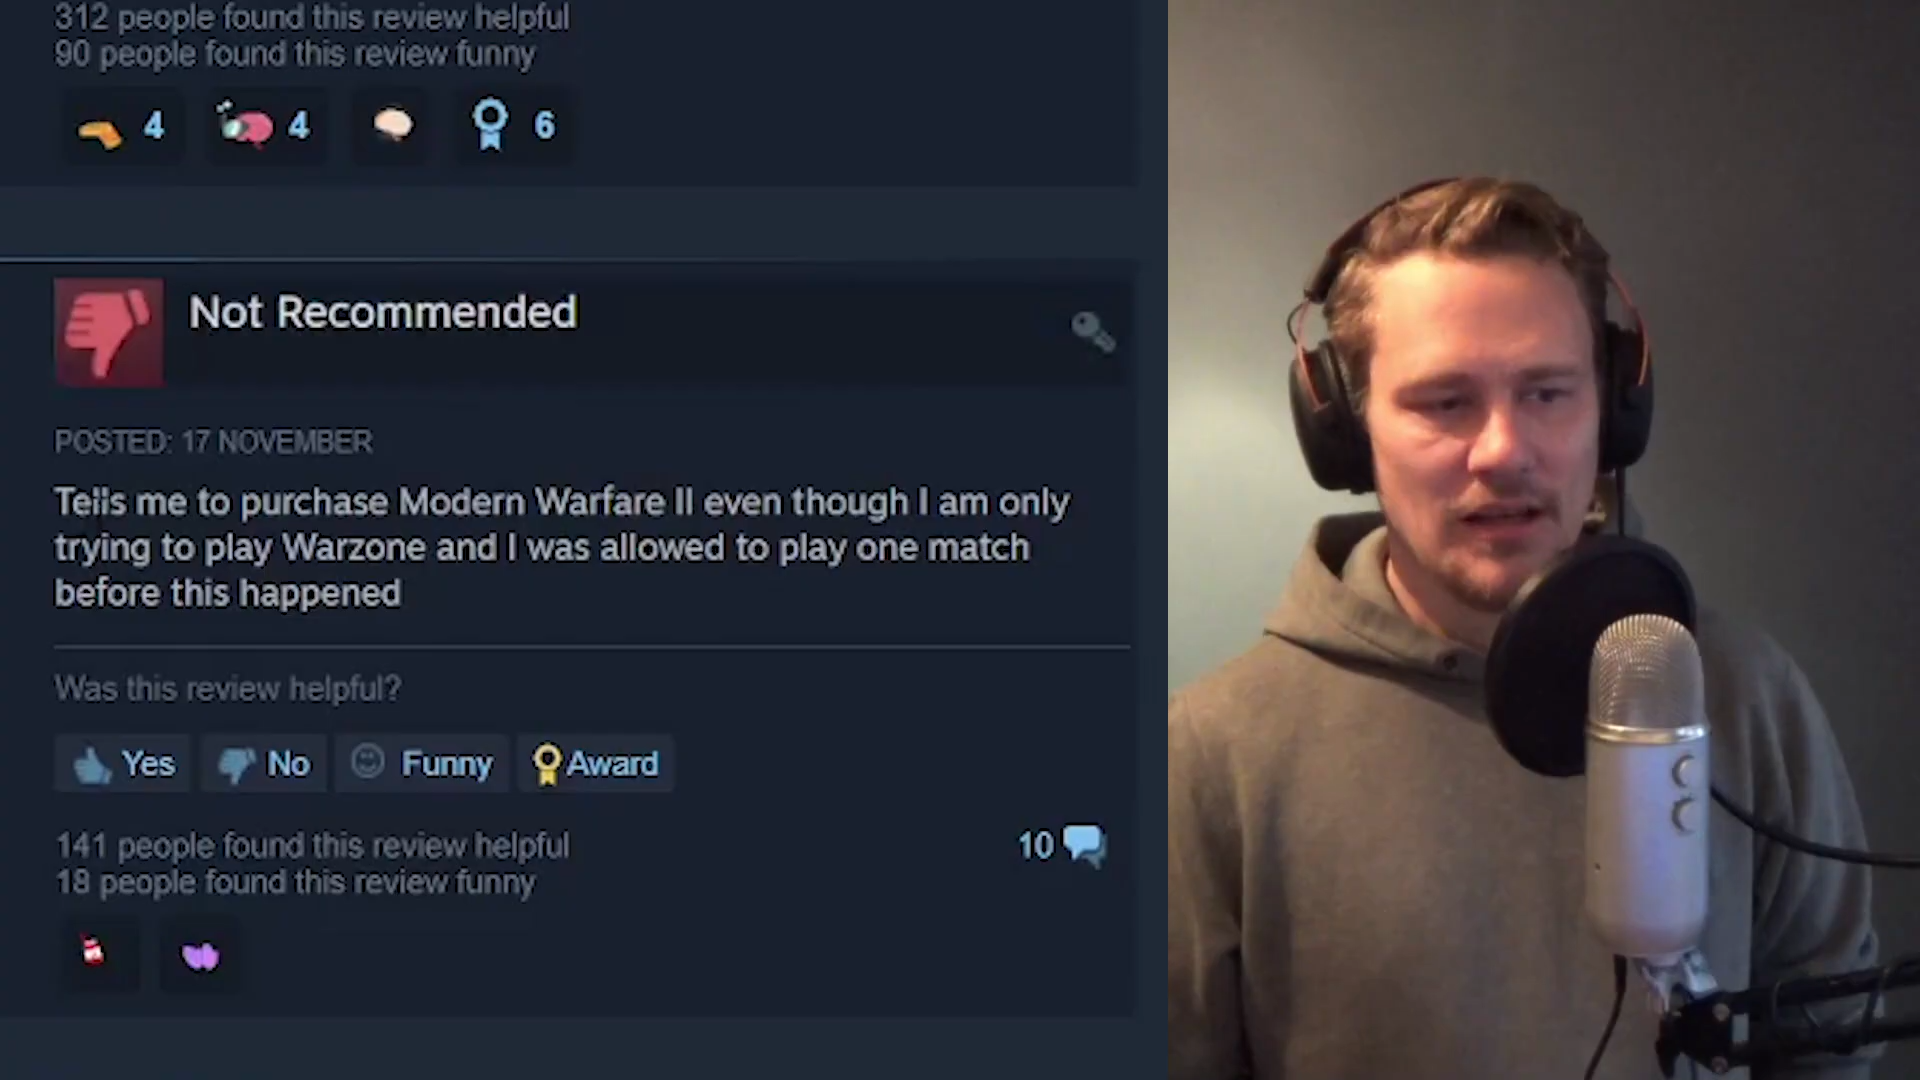 312 people found this review helpful
90 people found this review funny
4 4 6
Not Recommended
POSTED: 17 NOVEMBER
Tells me to purchase Modern Warfare II even though I am only
trying to play Warzone and I was allowed to play one match
before this happened
Was this review helpful?
Yes No Funny Award
141 people found this review helpful
10
18 people found this review funny